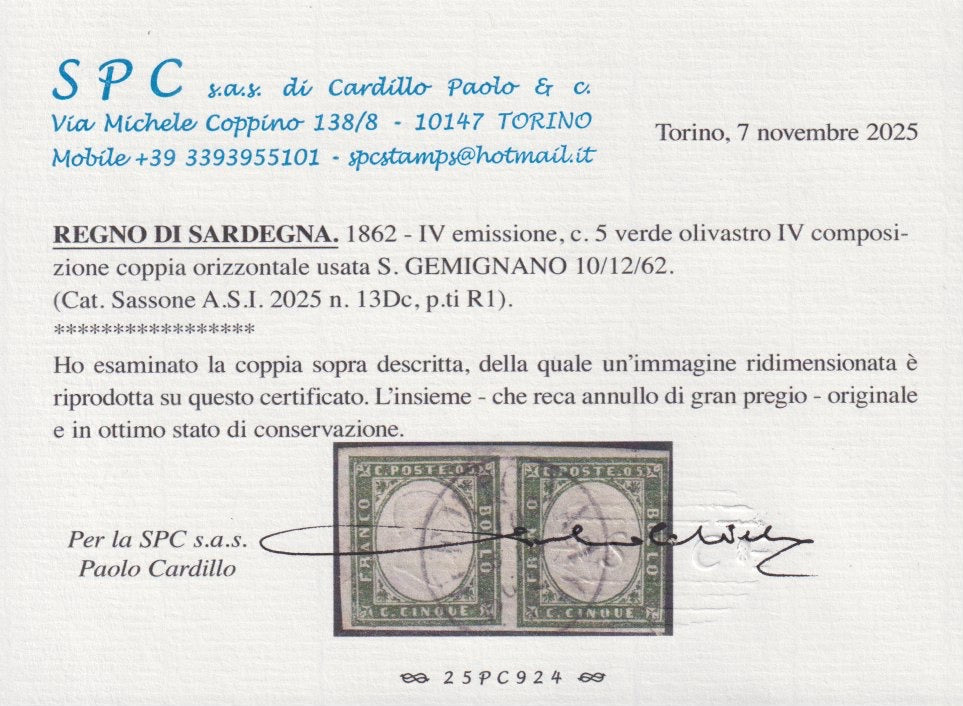 SPC s.a.s. di Cardillo Paolo & c.
Via Michele Coppino 138/8 - 10147 TORINO
Mobile +39 3393955101 - spcstamps@hotmail.it
Torino, 7 novembre 2025
REGNO DI SARDEGNA. 1862 - IV emissione, c. 5 verde olivastro IV composi-
zione coppia orizzontale usata S. GEMIGNANO 10/12/62.
(Cat. Sassone A.S.I. 2025 n. 13Dc, p.ti R1).
*****************
Ho esaminato la coppia sopra descritta, della quale un'immagine ridimensionata è
riprodotta su questo certificato. L'insieme - che reca annullo di gran pregio - originale
e in ottimo stato di conservazione.
C. POSTE. 05
FRANCO
BOLLO
C. CINQUE
C. POSTE. 05
FRANCO
BOLLO
C. CINQUE
Per la SPC s.a.s.
Paolo Cardillo
25PC924